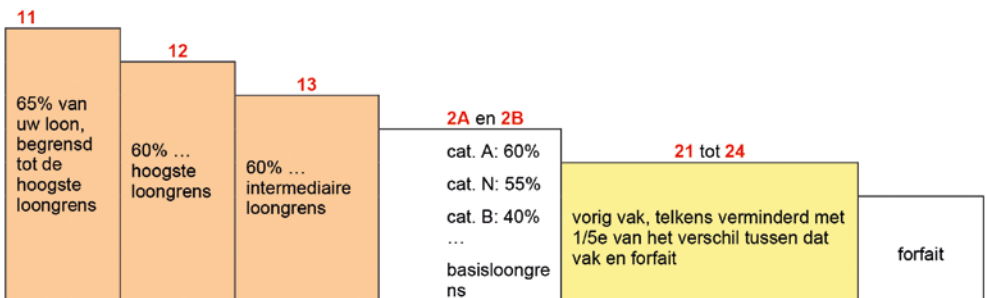 11
65% van
uw loon,
begrensd
tot de
hoogste
loongrens
12
60% ...
hoogste
loongrens
13
60% ...
intermediaire
loongrens
2A en 2B
cat. A: 60%
cat. N: 55%
cat. B: 40%
...
basisloongre
ns
21 tot 24
vorig vak, telkens verminderd met
1/5e van het verschil tussen dat
vak en forfait
forfait